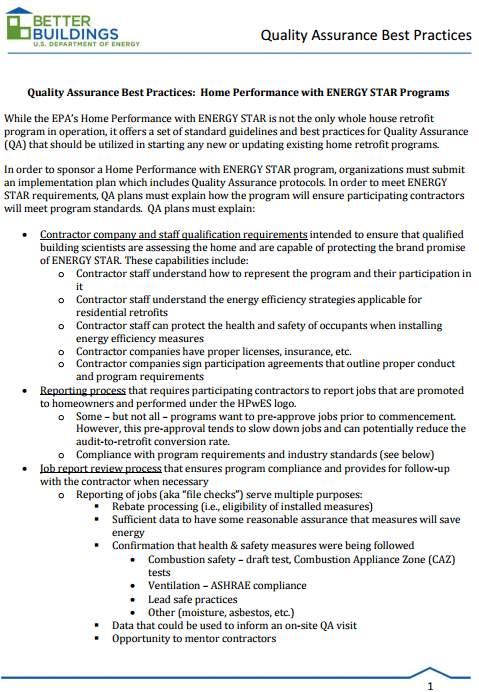 BETTER
BUILDINGS
U.S. DEPARTMENT OF ENERGY
Quality Assurance Best Practices
Quality Assurance Best Practices:  Home Performance with ENERGY STAR Programs
While the EPA's Home Performance with ENERGY STAR is not the only whole house retrofit
program in operation, it offers a set of standard guidelines and best practices for Quality Assurance
(QA) that should be utilized in starting any new or updating existing home retrofit programs.
In order to sponsor a Home Performance with ENERGY STAR program, organizations must submit
an implementation plan which includes Quality Assurance protocols. In order to meet ENERGY
STAR requirements, QA plans must explain how the program will ensure participating contractors
will meet program standards.  QA plans must explain:
• Contractor company and staff qualification requirements intended to ensure that qualified
building scientists are assessing the home and are capable of protecting the brand promise
of ENERGY STAR. These capabilities include:
o Contractor staff understand how to represent the program and their participation in
it
o Contractor staff understand the energy efficiency strategies applicable for
residential retrofits
o Contractor staff can protect the health and safety of occupants when installing
energy efficiency measures
o Contractor companies have proper licenses, insurance, etc.
o Contractor companies sign participation agreements that outline proper conduct
and program requirements
• Reporting process that requires participating contractors to report jobs that are promoted
to homeowners and performed under the HPwES logo.
o Some – but not all – programs want to pre-approve jobs prior to commencement.
However, this pre-approval tends to slow down jobs and can potentially reduce the
audit-to-retrofit conversion rate.
o Compliance with program requirements and industry standards (see below)
• Job report review process that ensures program compliance and provides for follow-up
with the contractor when necessary
o Reporting of jobs (aka "file checks") serve multiple purposes:
▪ Rebate processing (i.e., eligibility of installed measures)
▪ Sufficient data to have some reasonable assurance that measures will save
energy
▪ Confirmation that health & safety measures were being followed
• Combustion safety – draft test, Combustion Appliance Zone (CAZ)
tests
• Ventilation – ASHRAE compliance
• Lead safe practices
• Other (moisture, asbestos, etc.)
▪ Data that could be used to inform an on-site QA visit
▪ Opportunity to mentor contractors
1